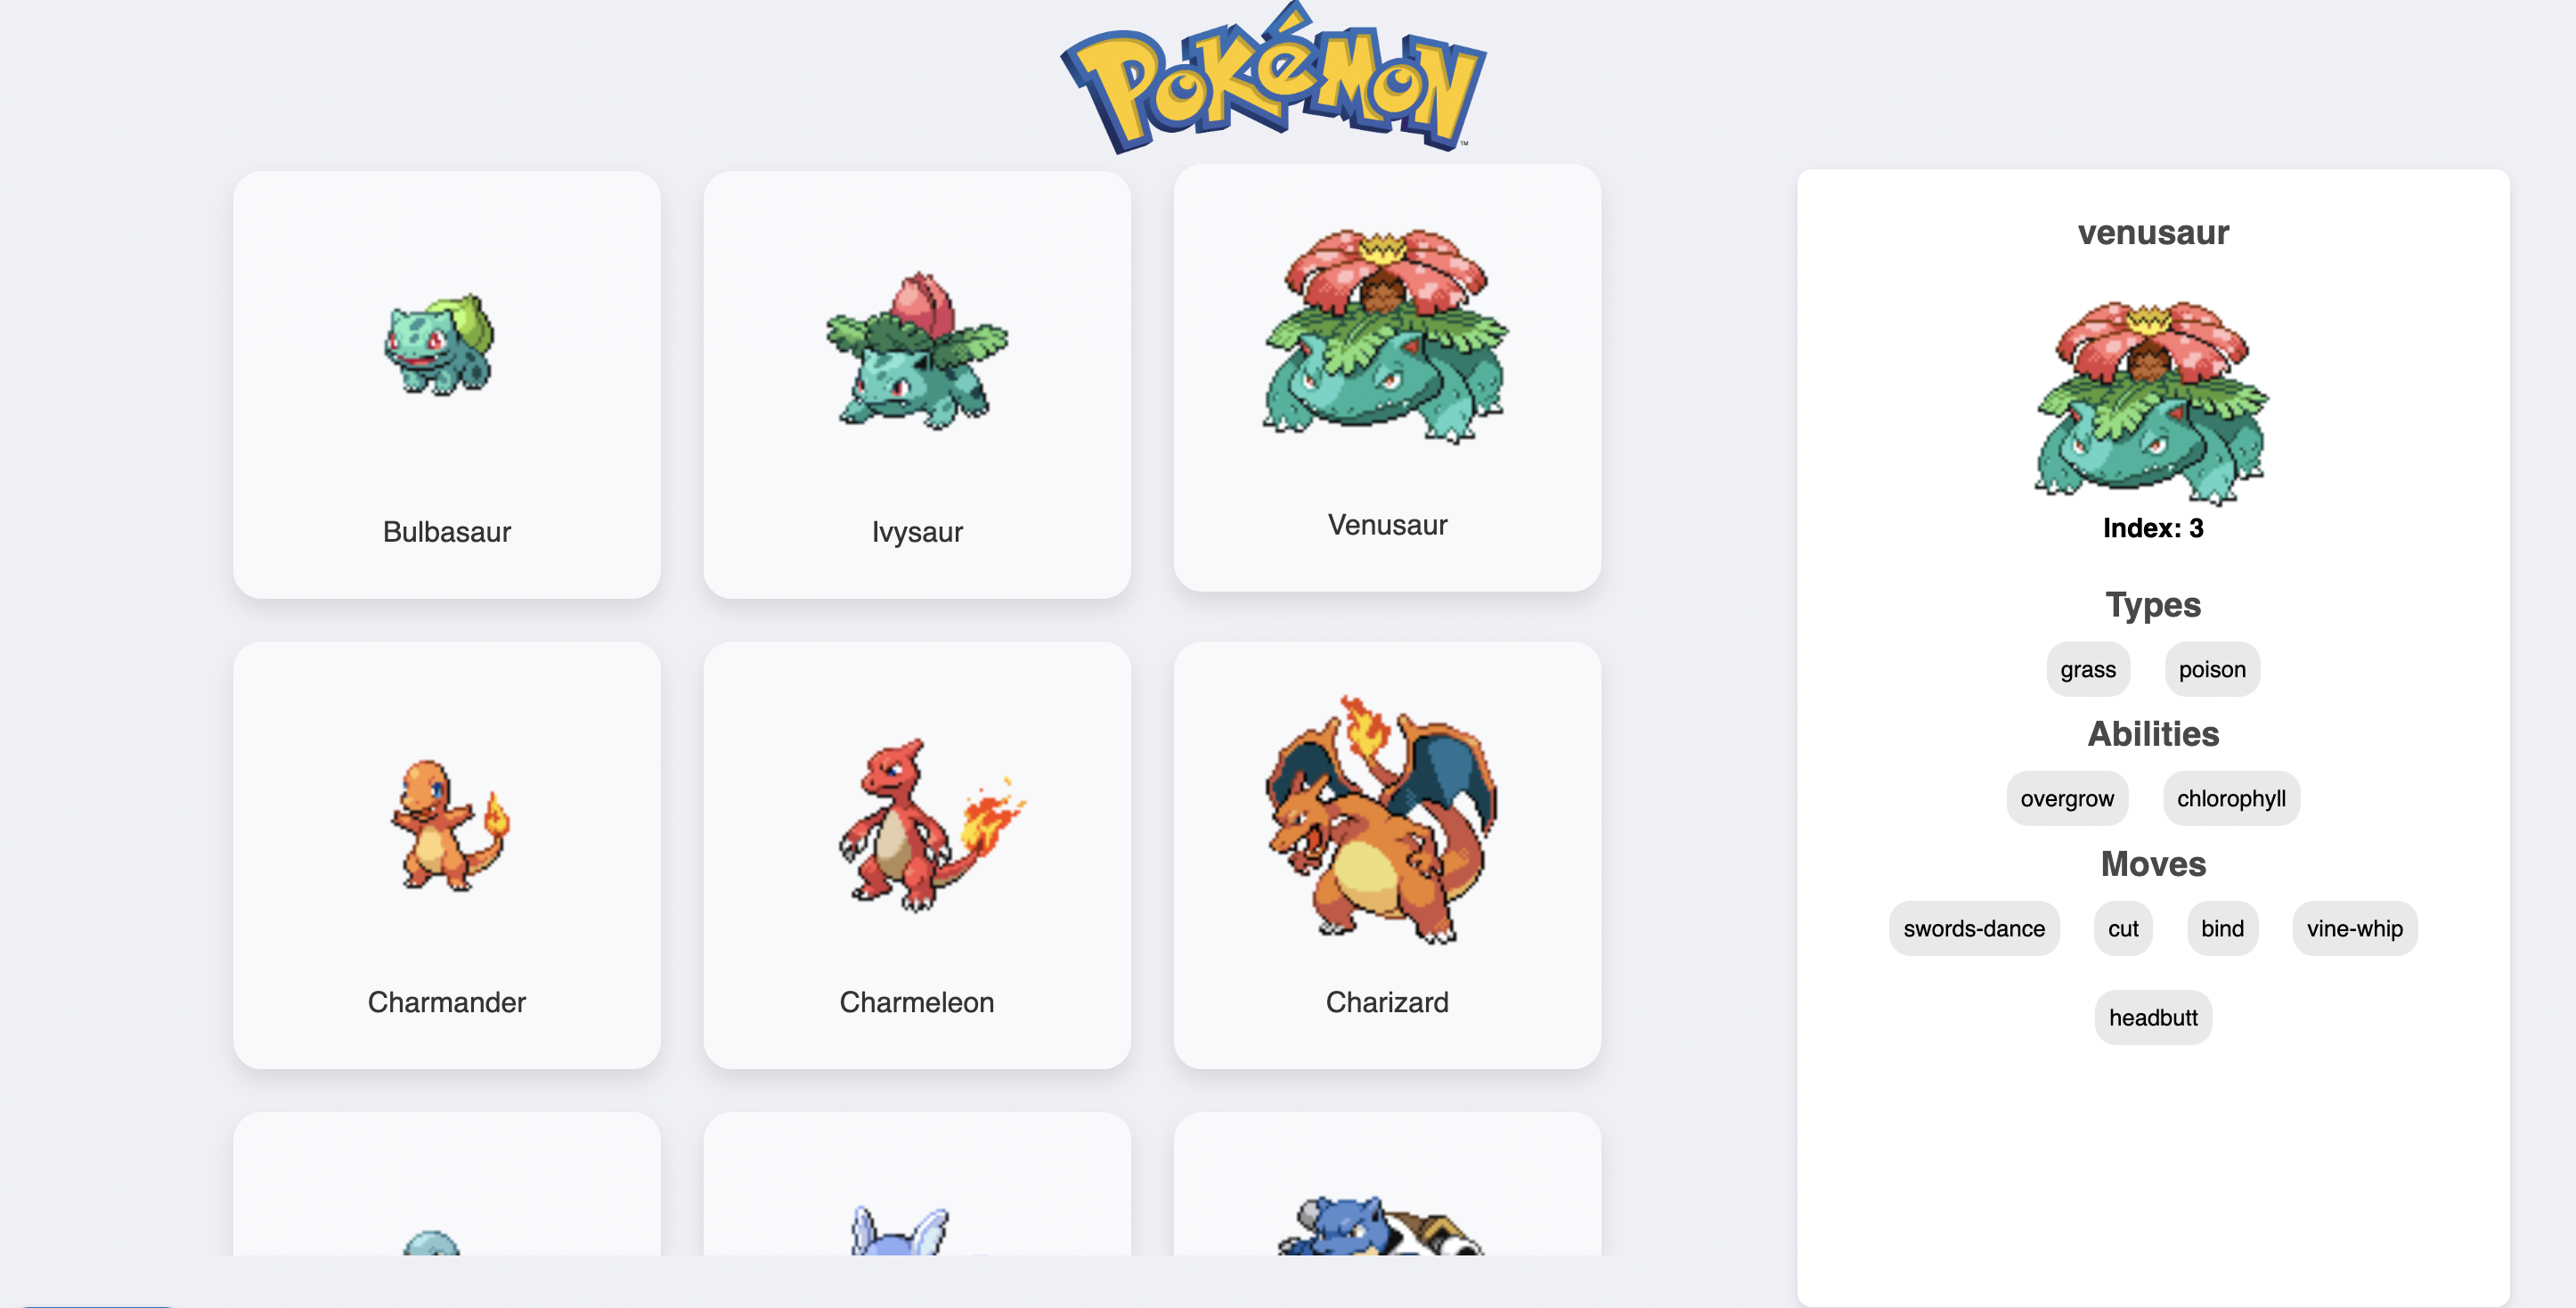 POKéMON
™
Bulbasaur
Ivysaur
Venusaur
Charmander
Charmeleon
Charizard
venusaur
Index: 3
Types
grass poison
Abilities
overgrow chlorophyll
Moves
swords-dance cut bind vine-whip
headbutt